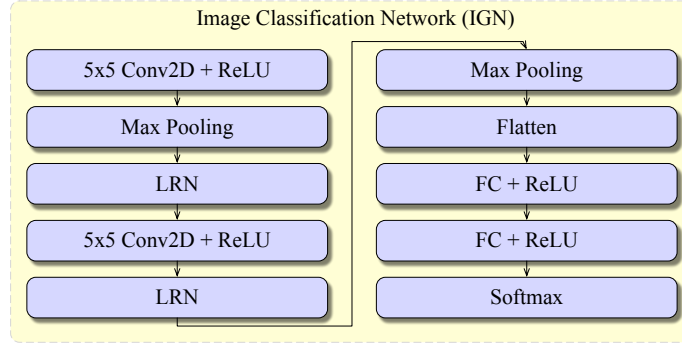 Image Classification Network (IGN)
5x5 Conv2D + ReLU
Max Pooling
LRN
5x5 Conv2D + ReLU
LRN
Max Pooling
Flatten
FC + ReLU
FC + ReLU
Softmax